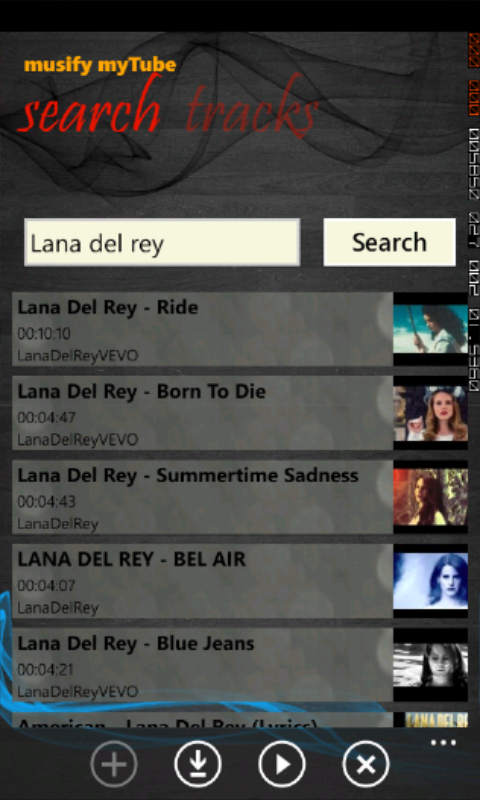 musify myTube
search tracks
Lana del rey
Search
Lana Del Rey - Ride
00:10:10
LanaDelReyVEVO
Lana Del Rey - Born To Die
00:04:47
LanaDelReyVEVO
Lana Del Rey - Summertime Sadness
00:04:43
LanaDelRey
LANA DEL REY - BEL AIR
00:04:07
LanaDelRey
Lana Del Rey - Blue Jeans
00:04:21
LanaDelReyVEVO
American - Lana Del Rey (Lyrics)
LANA DEL RE